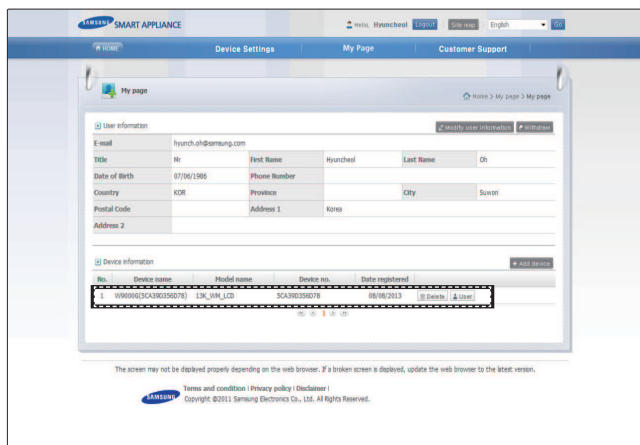 SAMSUNG SMART APPLIANCE Hello, Hyuncheol Logout Site map English Go
HOME Device Settings My Page Customer Support
My page Home > My page > My page
User information Modify user information Withdraw
E-mail hyunch.oh@samsung.com
Title Mr First Name Hyuncheol Last Name Oh
Date of Birth 07/06/1986 Phone Number
Country KOR Province City Suwon
Postal Code Address 1 Korea
Address 2
Device information + Add device
No. Device name Model name Device no. Date registered
1 W9000G(5CA39D356D78) 13K_WM_LCD 5CA39D356D78 08/08/2013 Delete User
1
The screen may not be displayed properly depending on the web browser. If a broken screen is displayed, update the web browser to the latest version.
Terms and condition | Privacy policy | Disclaimer |
SAMSUNG Copyright @2011 Samsung Electronics Co., Ltd. All Rights Reserved.